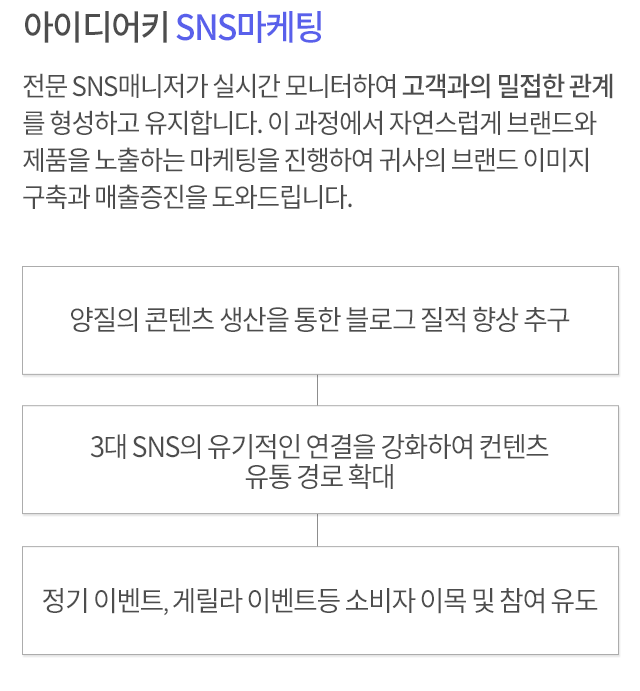 아이디어키 SNS마케팅
전문 SNS매니저가 실시간 모니터하여 고객과의 밀접한 관계
를 형성하고 유지합니다. 이 과정에서 자연스럽게 브랜드와
제품을 노출하는 마케팅을 진행하여 귀사의 브랜드 이미지
구축과 매출증진을 도와드립니다.
양질의 콘텐츠 생산을 통한 블로그 질적 향상 추구
3대 SNS의 유기적인 연결을 강화하여 컨텐츠
유통 경로 확대
정기 이벤트, 게릴라 이벤트등 소비자 이목 및 참여 유도